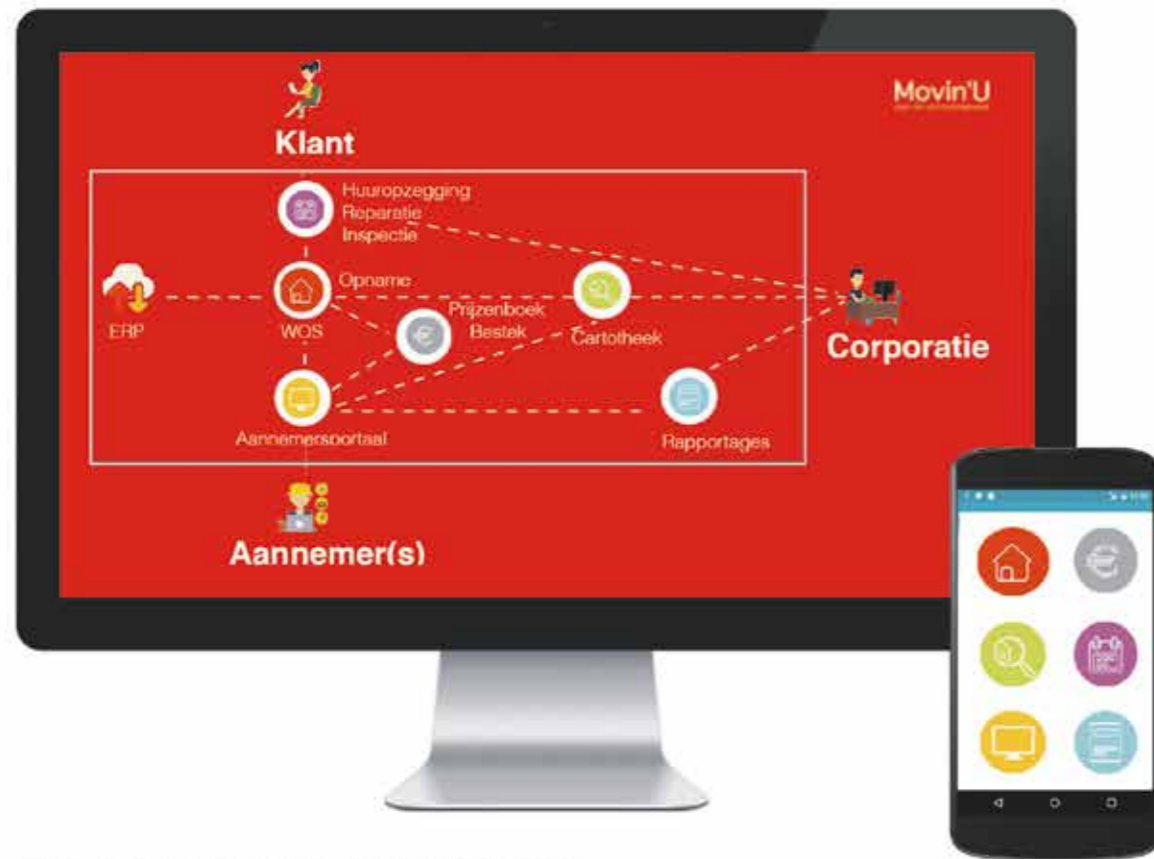 Movin'U
Klant
Huuropzegging
Reparatie
Inspectie
Opname
ERP
WOS
Prijzenboek
Bestek
Cartotheek
Corporatie
Aannemersportaal
Rapportages
Aannemer(s)